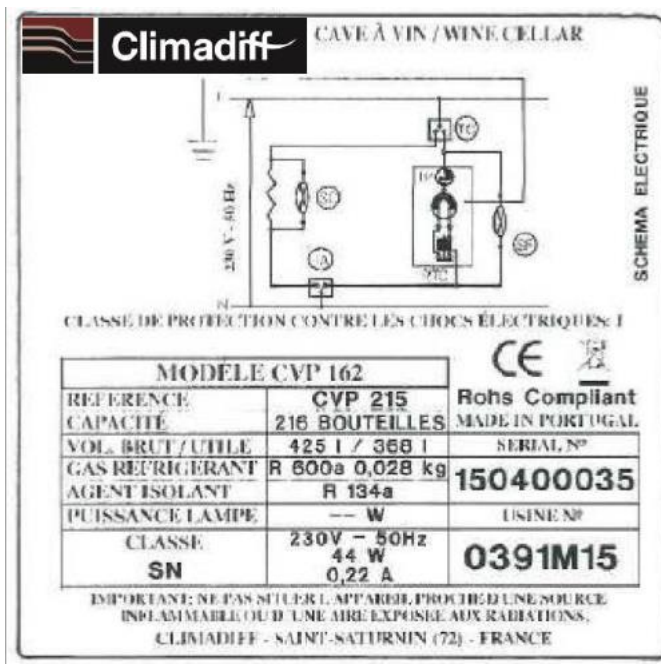 Climadiff
CAVE À VIN / WINE CELLAR
SCHEMA ELECTRIQUE
TC
SC
230 V - 50 Hz
SF
N
CLASSE DE PROTECTION CONTRE LES CHOCS ÉLECTRIQUES: I
MODÈLE CVP 162
CE
REFERENCE CVP 215
Rohs Compliant
CAPACITÉ 216 BOUTEILLES
MADE IN PORTUGAL
VOL. BRUT / UTILE 425 l / 368 l
SERIAL Nº
GAS REFRIGERANT R 600a 0,028 kg
150400035
AGENT ISOLANT R 134a
PUISSANCE LAMPE -- W
USINE Nº
CLASSE
SN
230V - 50Hz
44 W
0,22 A
0391M15
IMPORTANT: NE PAS SITUER L'APPAREIL PROCHE D'UNE SOURCE
INFLAMMABLE OU D'UNE AIRE EXPOSÉE AUX RADIATIONS.
CLIMADIFF - SAINT-SATURNIN (72) - FRANCE